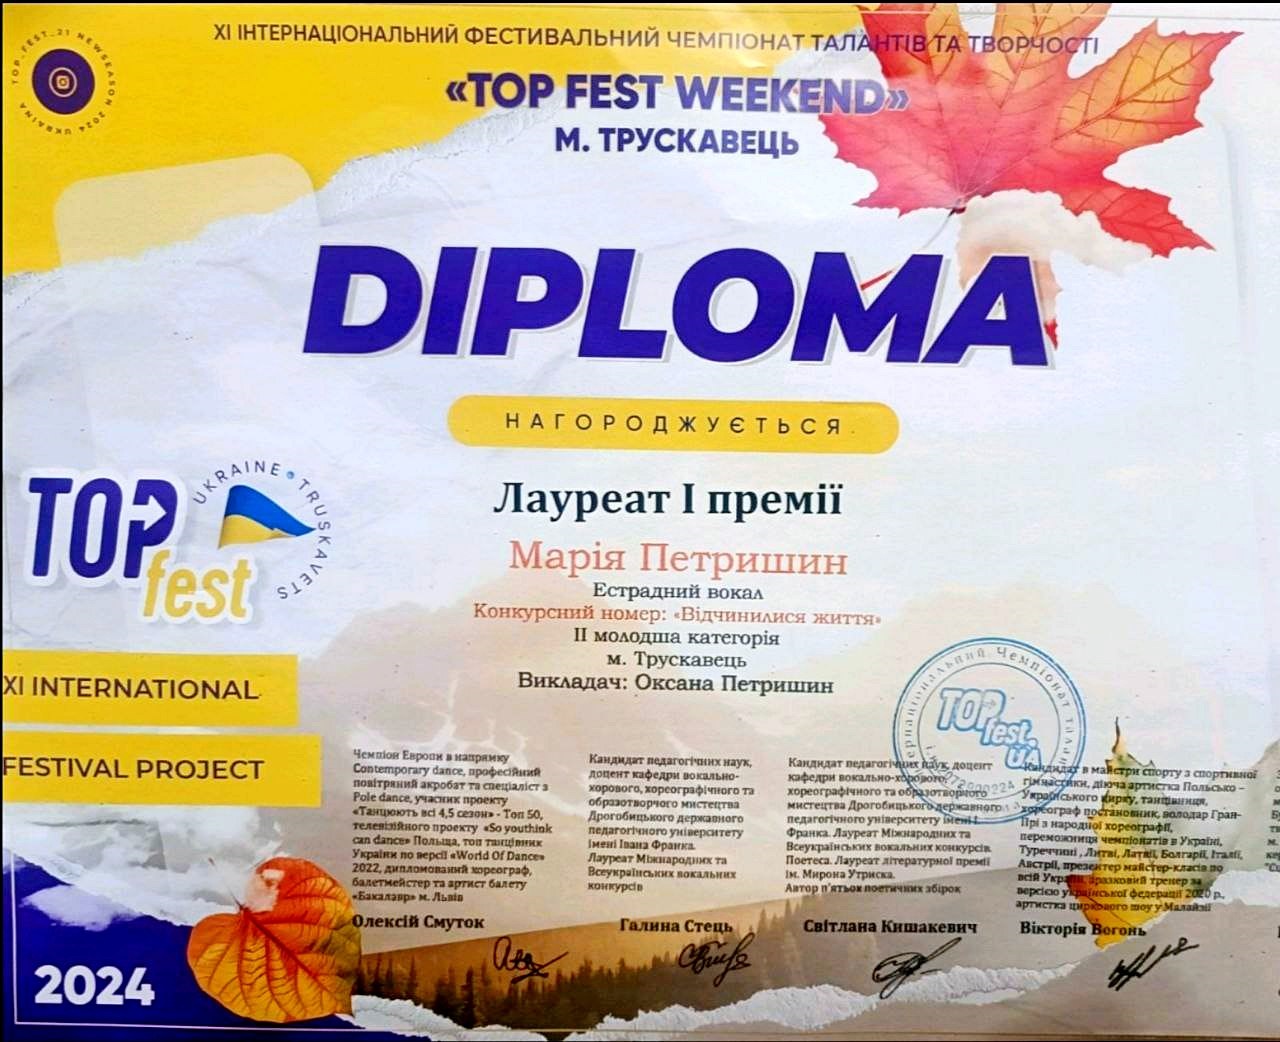 TOP_FEST_21 NEWSEASON 2024 UKRAINA
XI ІНТЕРНАЦІОНАЛЬНИЙ ФЕСТИВАЛЬНИЙ ЧЕМПІОНАТ ТАЛАНТІВ ТА ТВОРЧОСТІ
«TOP FEST WEEKEND»
М. ТРУСКАВЕЦЬ
DIPLOMA
НАГОРОДЖУЄТЬСЯ
Лауреат І премії
Марія Петришин
Естрадний вокал
Конкурсний номер: «Відчинилися життя»
ІІ молодша категорія
м. Трускавець
Викладач: Оксана Петришин
TOP
fest
UKRAINE • TRUSKAVETS
XI INTERNATIONAL
FESTIVAL PROJECT
TOP
fest.
UA
Чемпіон Європи в напрямку
Contemporary dance, професійний
повітряний акробат та спеціаліст з
Pole dance, учасник проекту
«Танцюють всі 4,5 сезон» - Топ 50,
телевізійного проекту «So youthink
can dance» Польща, топ танцівник
України по версії «World Of Dance»
2022, дипломований хореограф,
балетмейстер та артист балету
«Бакалавр» м. Львів
Олексій Смуток
Кандидат педагогічних наук,
доцент кафедри вокально-
хорового, хореографічного та
образотворчого мистецтва
Дрогобицького державного
педагогічного університету
імені Івана Франка.
Лауреат Міжнародних та
Всеукраїнських вокальних
конкурсів
Галина Стець
Кандидат педагогічних наук, доцент
кафедри вокально-хорового,
хореографічного та образотворчого
мистецтва Дрогобицького державного
педагогічного університету імені І
Франка. Лауреат Міжнародних та
Всеукраїнських вокальних конкурсів.
Поетеса. Лауреат літературної премії
ім. Мирона Утриска.
Автор п'ятьох поетичних збірок
Світлана Кишакевич
Кандидат в майстри спорту з спортивної
гімнастики, діюча артистка Польсько –
Українського цирку, танцівниця,
хореограф постановник, володар Гран-
Прі з народної хореографії,
переможниця чемпіонатів в Україні,
Туреччині, Литві, Латвії, Болгарії, Італії,
Австрії, презентер майстер-класів по
всій Україні, зразковий тренер за
версією української федерації 2020 р.,
артистка циркового шоу у Малайзії
Вікторія Вогонь
2024